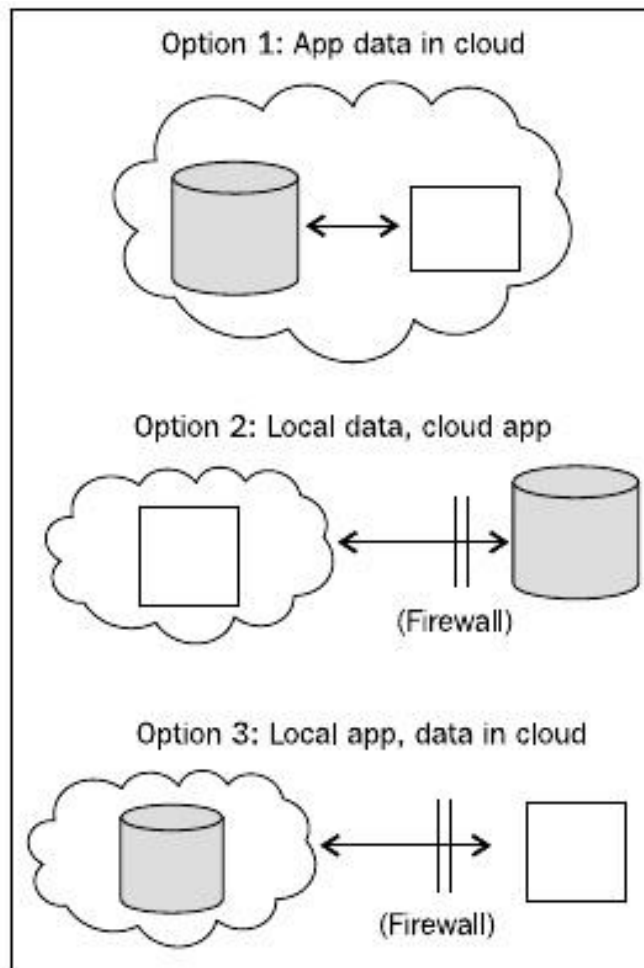 Option 1: App data in cloud
Option 2: Local data, cloud app
(Firewall)
Option 3: Local app, data in cloud
(Firewall)